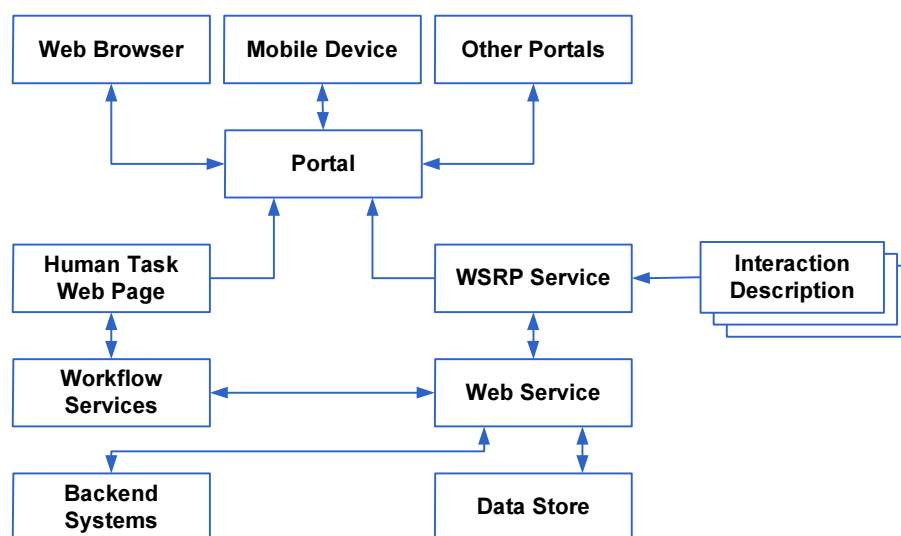 Web Browser
Mobile Device
Other Portals
Portal
Human Task
Web Page
WSRP Service
Interaction
Description
Workflow
Services
Web Service
Backend
Systems
Data Store